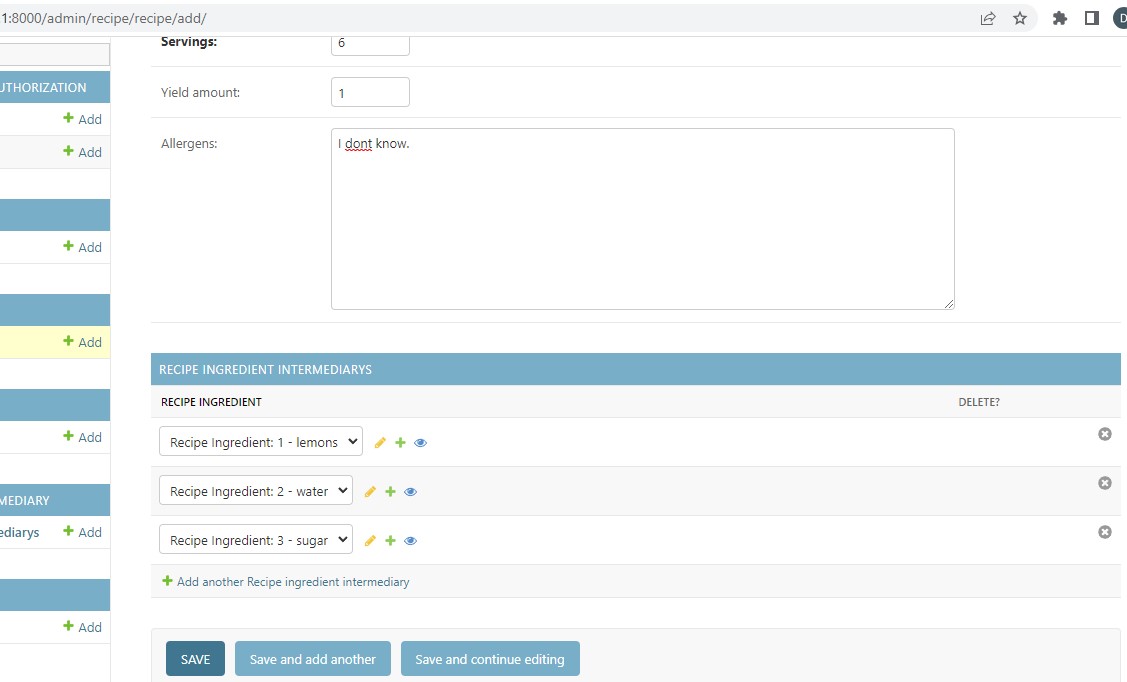 1:8000/admin/recipe/recipe/add/
D
Servings:
6
UTHORIZATION
Yield amount:
1
Add
Allergens:
I dont know.
Add
Add
Add
RECIPE INGREDIENT INTERMEDIARYS
RECIPE INGREDIENT
DELETE?
Add
Recipe Ingredient: 1 - lemons
MEDIARY
Recipe Ingredient: 2 - water
ediarys
Add
Recipe Ingredient: 3 - sugar
Add another Recipe ingredient intermediary
Add
SAVE
Save and add another
Save and continue editing